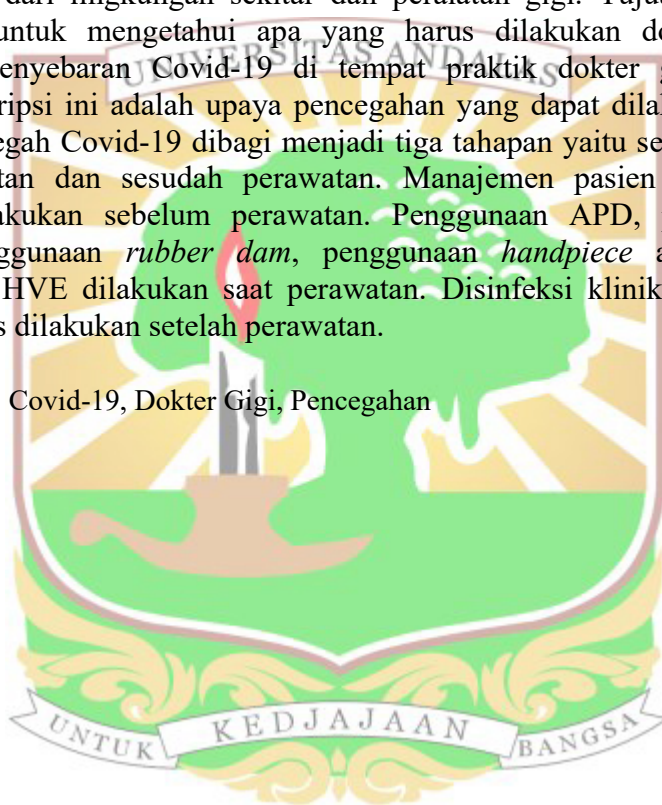 dari lingkungan sekitar dan peralatan gigi. Tujua
untuk mengetahui apa yang harus dilakukan do
enyebaran Covid-19 di tempat praktik dokter g
ripsi ini adalah upaya pencegahan yang dapat dila
egah Covid-19 dibagi menjadi tiga tahapan yaitu se
tan dan sesudah perawatan. Manajemen pasien
akukan sebelum perawatan. Penggunaan APD,
ggunaan rubber dam, penggunaan handpiece a
HVE dilakukan saat perawatan. Disinfeksi klinik
s dilakukan setelah perawatan.
Covid-19, Dokter Gigi, Pencegahan
UNIVERSITAS ANDALAS
UNTUK KEDJAJAAN BANGSA